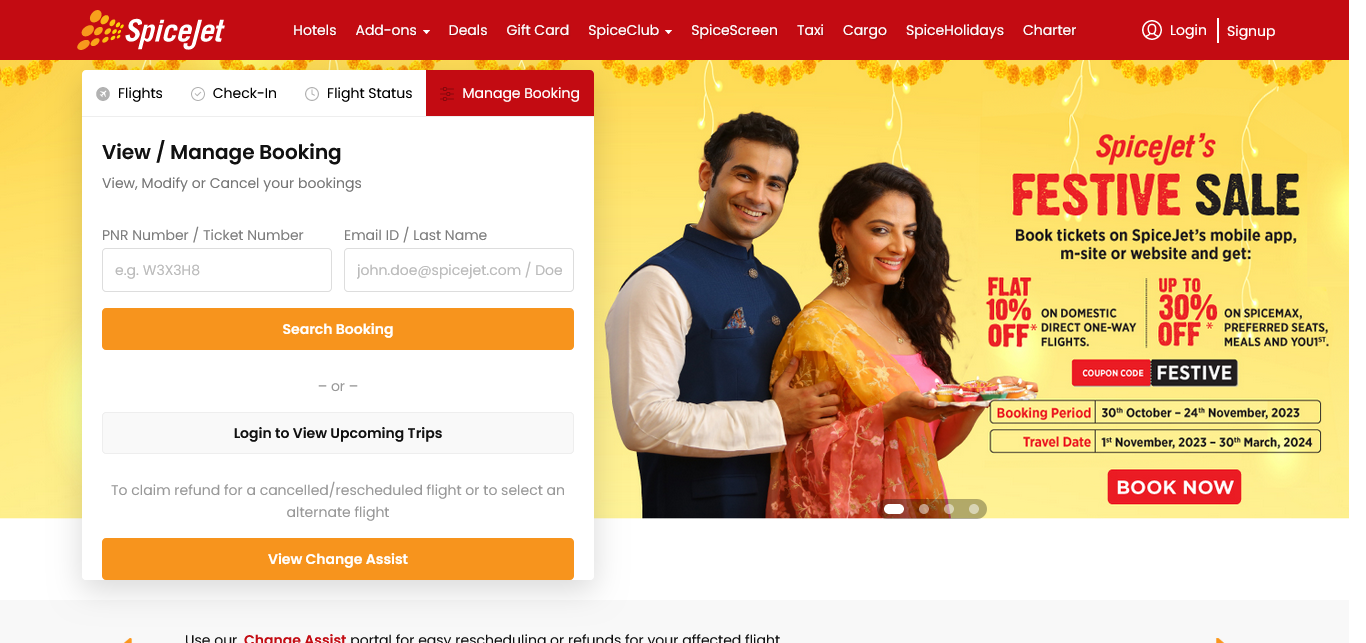 SpiceJet
Hotels Add-ons Deals Gift Card SpiceClub SpiceScreen Taxi Cargo SpiceHolidays Charter Login Signup
Flights Check-In Flight Status Manage Booking
View / Manage Booking
View, Modify or Cancel your bookings
PNR Number / Ticket Number Email ID / Last Name
e.g. W3X3H8 john.doe@spicejet.com / Doe
Search Booking
– or –
Login to View Upcoming Trips
To claim refund for a cancelled/rescheduled flight or to select an
alternate flight
View Change Assist
SpiceJet's
FESTIVE SALE
Book tickets on SpiceJet's mobile app,
m-site or website and get:
FLAT
10%
OFF*
ON DOMESTIC
DIRECT ONE-WAY
FLIGHTS.
UP TO
30%
OFF*
ON SPICEMAX,
PREFERRED SEATS,
MEALS AND YOU1ST.
COUPON CODE FESTIVE
Booking Period 30th October – 24th November, 2023
Travel Date 1st November, 2023 – 30th March, 2024
BOOK NOW
Use our Change Assist portal for easy rescheduling or refunds for your affected flight